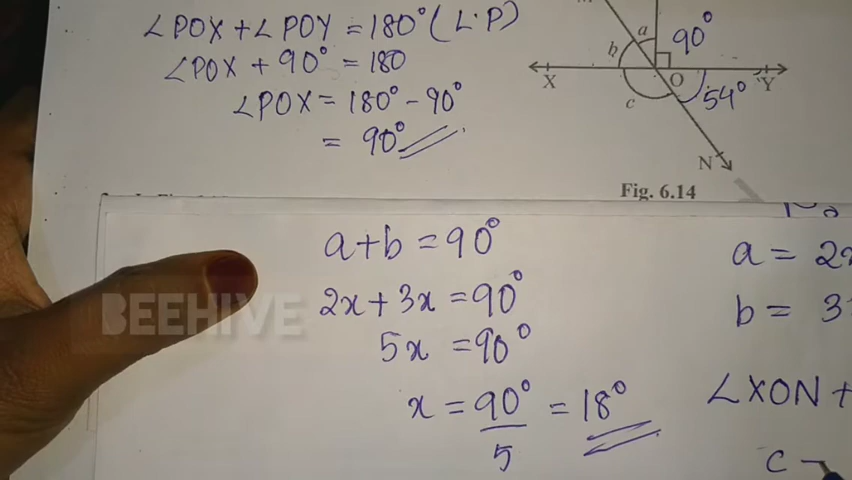 ∠POX + ∠POY = 180° (L.P)
∠POX + 90° = 180
∠POX = 180° - 90°
= 90°
a
b
90°
X
O
Y
c
54°
N
Fig. 6.14
a + b = 90°
2x + 3x = 90°
5x = 90°
x = 90°/5 = 18°
a = 2x
b = 3
∠XON +
c
BEEHIVE